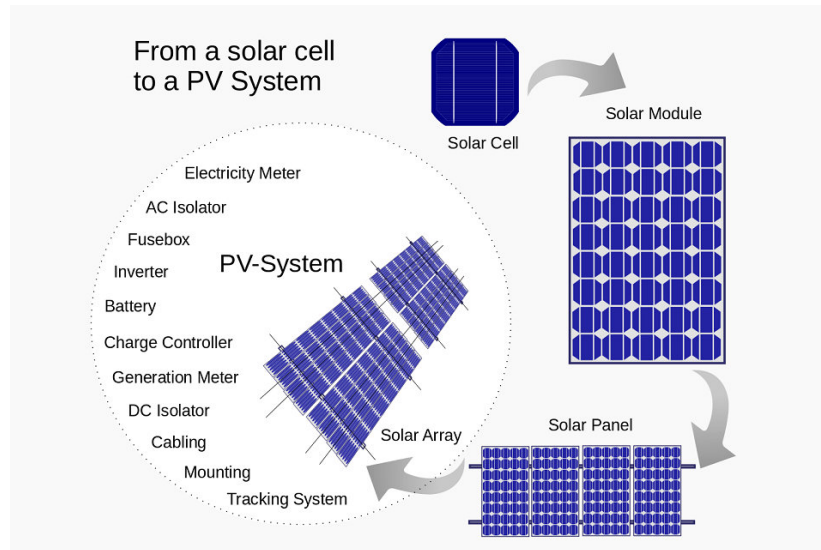 From a solar cell
to a PV System
Solar Cell
Solar Module
Electricity Meter
AC Isolator
Fusebox
PV-System
Inverter
Battery
Charge Controller
Generation Meter
DC Isolator
Cabling
Mounting
Tracking System
Solar Array
Solar Panel